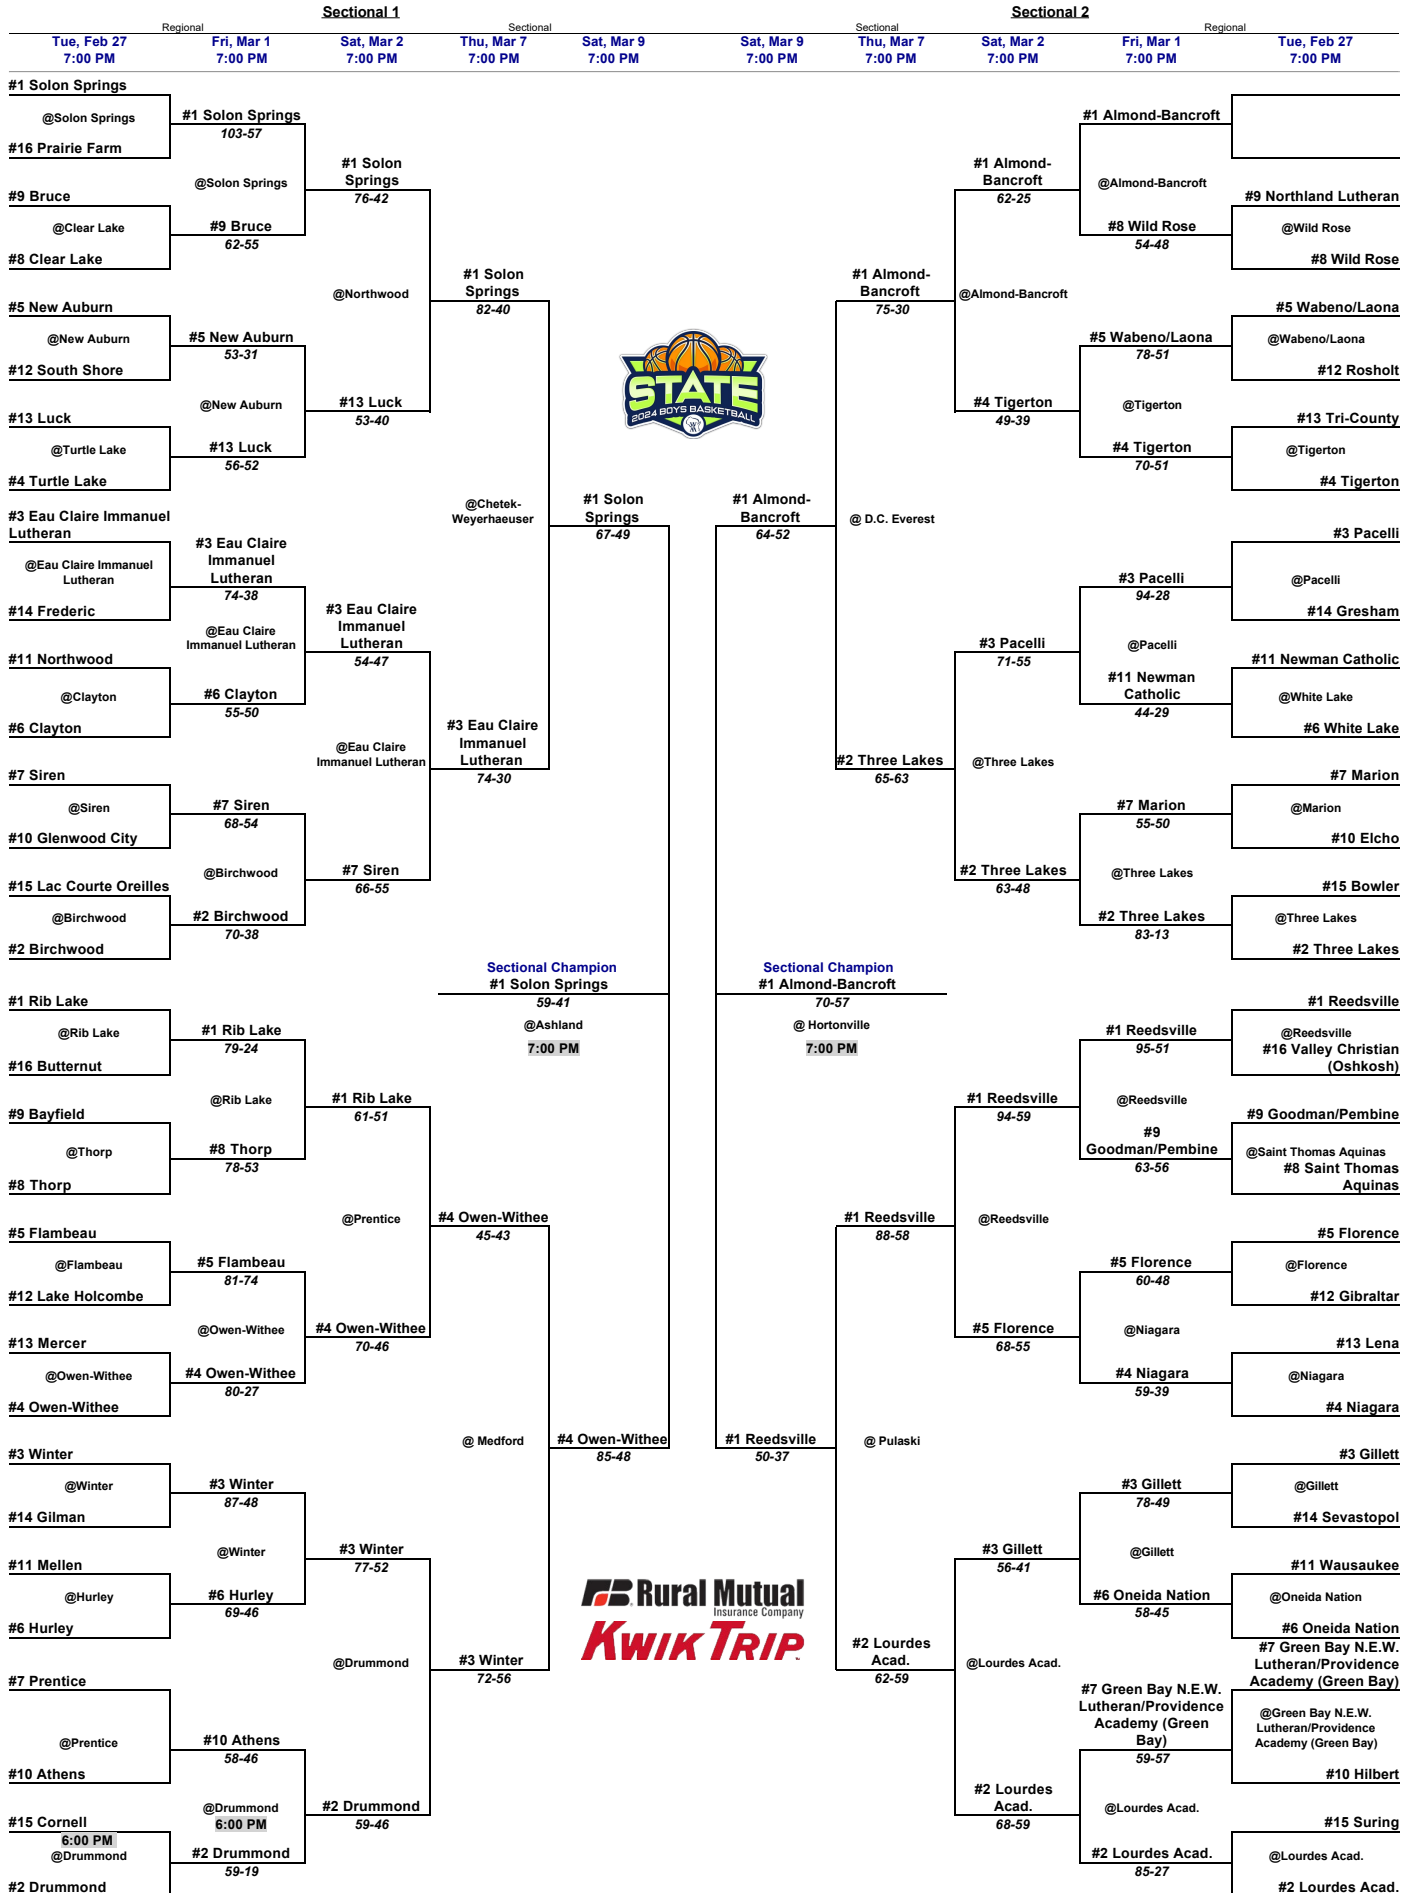 Sectional 1
Sectional 2
Regional
Sectional
Sectional
Regional
Tue, Feb 27
7:00 PM
Fri, Mar 1
7:00 PM
Sat, Mar 2
7:00 PM
Thu, Mar 7
7:00 PM
Sat, Mar 9
7:00 PM
Sat, Mar 9
7:00 PM
Thu, Mar 7
7:00 PM
Sat, Mar 2
7:00 PM
Fri, Mar 1
7:00 PM
Tue, Feb 27
7:00 PM
#1 Solon Springs
@Solon Springs
#16 Prairie Farm
#9 Bruce
@Clear Lake
#8 Clear Lake
#5 New Auburn
@New Auburn
#12 South Shore
#13 Luck
@Turtle Lake
#4 Turtle Lake
#3 Eau Claire Immanuel
Lutheran
@Eau Claire Immanuel
Lutheran
#14 Frederic
#11 Northwood
@Clayton
#6 Clayton
#7 Siren
@Siren
#10 Glenwood City
#15 Lac Courte Oreilles
@Birchwood
#2 Birchwood
#1 Rib Lake
@Rib Lake
#16 Butternut
#9 Bayfield
@Thorp
#8 Thorp
#5 Flambeau
@Flambeau
#12 Lake Holcombe
#13 Mercer
@Owen-Withee
#4 Owen-Withee
#3 Winter
@Winter
#14 Gilman
#11 Mellen
@Hurley
#6 Hurley
#7 Prentice
@Prentice
#10 Athens
#15 Cornell
6:00 PM
@Drummond
#2 Drummond
#1 Solon Springs
103-57
@Solon Springs
#9 Bruce
62-55
#5 New Auburn
53-31
@New Auburn
#13 Luck
56-52
#3 Eau Claire
Immanuel
Lutheran
74-38
@Eau Claire
Immanuel Lutheran
#6 Clayton
55-50
#7 Siren
68-54
@Birchwood
#2 Birchwood
70-38
#1 Rib Lake
79-24
@Rib Lake
#8 Thorp
78-53
#5 Flambeau
81-74
@Owen-Withee
#4 Owen-Withee
80-27
#3 Winter
87-48
@Winter
#6 Hurley
69-46
#10 Athens
58-46
@Drummond
6:00 PM
#2 Drummond
59-19
#1 Solon
Springs
76-42
@Northwood
#13 Luck
53-40
#3 Eau Claire
Immanuel
Lutheran
54-47
@Eau Claire
Immanuel Lutheran
#7 Siren
66-55
#1 Rib Lake
61-51
@Prentice
#4 Owen-Withee
70-46
#3 Winter
77-52
@Drummond
#2 Drummond
59-46
#1 Solon
Springs
82-40
@Chetek-
Weyerhaeuser
#3 Eau Claire
Immanuel
Lutheran
74-30
#4 Owen-Withee
45-43
@ Medford
#3 Winter
72-56
#1 Solon
Springs
67-49
#4 Owen-Withee
85-48
Sectional Champion
#1 Solon Springs
59-41
@Ashland
7:00 PM
STATE
2024 BOYS BASKETBALL
Rural Mutual
Insurance Company
KWIK TRIP
Sectional Champion
#1 Almond-Bancroft
70-57
@ Hortonville
7:00 PM
#1 Almond-
Bancroft
64-52
#1 Reedsville
50-37
#1 Almond-
Bancroft
75-30
@ D.C. Everest
#2 Three Lakes
65-63
#1 Reedsville
88-58
@ Pulaski
#2 Lourdes
Acad.
62-59
#1 Almond-
Bancroft
62-25
@Almond-Bancroft
#4 Tigerton
49-39
#3 Pacelli
71-55
@Three Lakes
#2 Three Lakes
63-48
#1 Reedsville
94-59
@Reedsville
#5 Florence
68-55
#3 Gillett
56-41
@Lourdes Acad.
#2 Lourdes
Acad.
68-59
#1 Almond-Bancroft
@Almond-Bancroft
#8 Wild Rose
54-48
#5 Wabeno/Laona
78-51
@Tigerton
#4 Tigerton
70-51
#3 Pacelli
94-28
@Pacelli
#11 Newman
Catholic
44-29
#7 Marion
55-50
@Three Lakes
#2 Three Lakes
83-13
#1 Reedsville
95-51
@Reedsville
#9
Goodman/Pembine
63-56
#5 Florence
60-48
@Niagara
#4 Niagara
59-39
#3 Gillett
78-49
@Gillett
#6 Oneida Nation
58-45
#7 Green Bay N.E.W.
Lutheran/Providence
Academy (Green
Bay)
59-57
@Lourdes Acad.
#2 Lourdes Acad.
85-27
#9 Northland Lutheran
@Wild Rose
#8 Wild Rose
#5 Wabeno/Laona
@Wabeno/Laona
#12 Rosholt
#13 Tri-County
@Tigerton
#4 Tigerton
#3 Pacelli
@Pacelli
#14 Gresham
#11 Newman Catholic
@White Lake
#6 White Lake
#7 Marion
@Marion
#10 Elcho
#15 Bowler
@Three Lakes
#2 Three Lakes
#1 Reedsville
@Reedsville
#16 Valley Christian
(Oshkosh)
#9 Goodman/Pembine
@Saint Thomas Aquinas
#8 Saint Thomas
Aquinas
#5 Florence
@Florence
#12 Gibraltar
#13 Lena
@Niagara
#4 Niagara
#3 Gillett
@Gillett
#14 Sevastopol
#11 Wausaukee
@Oneida Nation
#6 Oneida Nation
#7 Green Bay N.E.W.
Lutheran/Providence
Academy (Green Bay)
@Green Bay N.E.W.
Lutheran/Providence
Academy (Green Bay)
#10 Hilbert
#15 Suring
@Lourdes Acad.
#2 Lourdes Acad.